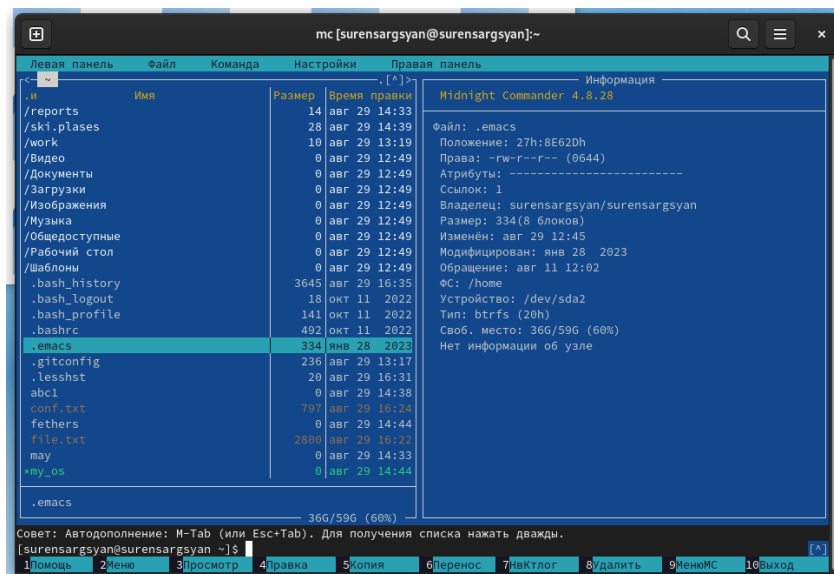 mc [surensargsyan@surensargsyan]:~
Левая панель Файл Команда Настройки Правая панель
<— ~ .[^]>
Информация
.и Имя Размер Время правки
Midnight Commander 4.8.28
/reports 14 авг 29 14:33
/ski.plases 28 авг 29 14:39
Файл: .emacs
/work 10 авг 29 13:19
Положение: 27h:8E62Dh
/Видео 0 авг 29 12:49
Права: -rw-r--r-- (0644)
/Документы 0 авг 29 12:49
Атрибуты: ------------------------
/Загрузки 0 авг 29 12:49
Ссылок: 1
/Изображения 0 авг 29 12:49
Владелец: surensargsyan/surensargsyan
/Музыка 0 авг 29 12:49
Размер: 334(8 блоков)
/Общедоступные 0 авг 29 12:49
Изменён: авг 29 12:45
/Рабочий стол 0 авг 29 12:49
Модифицирован: янв 28 2023
/Шаблоны 0 авг 29 12:49
Обращение: авг 11 12:02
.bash_history 3645 авг 29 16:35
ФС: /home
.bash_logout 18 окт 11 2022
Устройство: /dev/sda2
.bash_profile 141 окт 11 2022
Тип: btrfs (20h)
.bashrc 492 окт 11 2022
Своб. место: 36G/59G (60%)
.emacs 334 янв 28 2023
Нет информации об узле
.gitconfig 236 авг 29 13:17
.lesshst 20 авг 29 16:31
abc1 0 авг 29 14:38
conf.txt 797 авг 29 16:24
fethers 0 авг 29 14:44
file.txt 2800 авг 29 16:22
may 0 авг 29 14:33
*my_os 0 авг 29 14:44
.emacs
36G/59G (60%)
Совет: Автодополнение: M-Tab (или Esc+Tab). Для получения списка нажать дважды.
[surensargsyan@surensargsyan ~]$ [^]
1Помощь 2Меню 3Просмотр 4Правка 5Копия 6Перенос 7НвКтлог 8Удалить 9МенюМС 10Выход